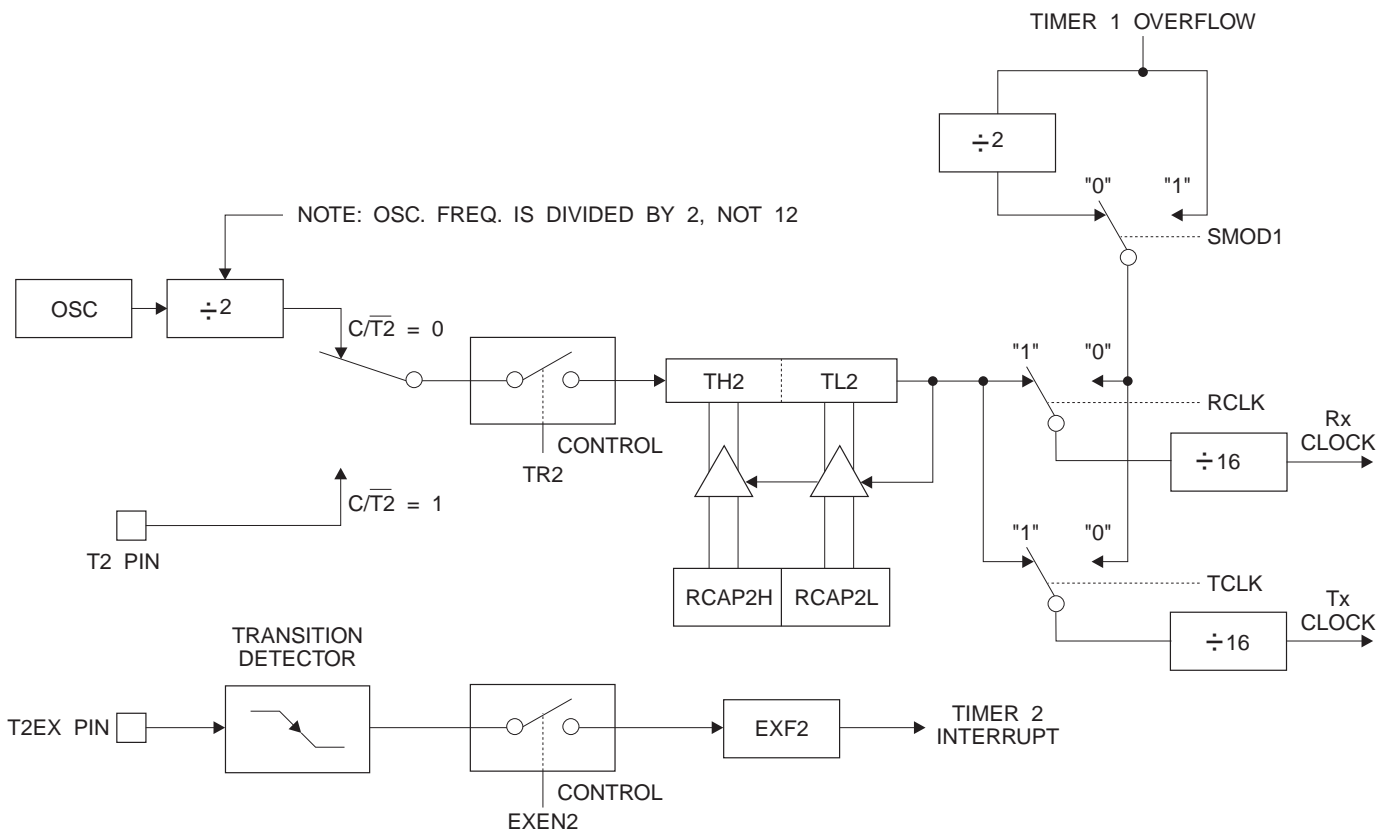 TIMER 1 OVERFLOW
÷2
"0" "1"
NOTE: OSC. FREQ. IS DIVIDED BY 2, NOT 12
SMOD1
OSC
÷2
C/T̅2̅ = 0
"1" "0"
TH2 TL2
RCLK
Rx
CLOCK
CONTROL
÷16
TR2
C/T̅2̅ = 1
"1" "0"
T2 PIN
TCLK
RCAP2H RCAP2L
Tx
CLOCK
TRANSITION
DETECTOR
÷16
T2EX PIN
EXF2
TIMER 2
INTERRUPT
CONTROL
EXEN2